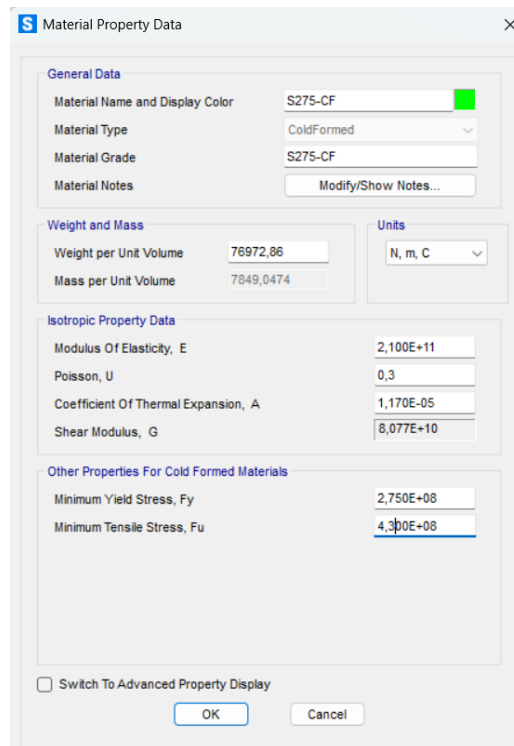 S Material Property Data
General Data
Material Name and Display Color S275-CF
Material Type ColdFormed
Material Grade S275-CF
Material Notes Modify/Show Notes...
Weight and Mass Units
Weight per Unit Volume 76972,86 N, m, C
Mass per Unit Volume 7849,0474
Isotropic Property Data
Modulus Of Elasticity, E 2,100E+11
Poisson, U 0,3
Coefficient Of Thermal Expansion, A 1,170E-05
Shear Modulus, G 8,077E+10
Other Properties For Cold Formed Materials
Minimum Yield Stress, Fy 2,750E+08
Minimum Tensile Stress, Fu 4,300E+08
Switch To Advanced Property Display
OK Cancel